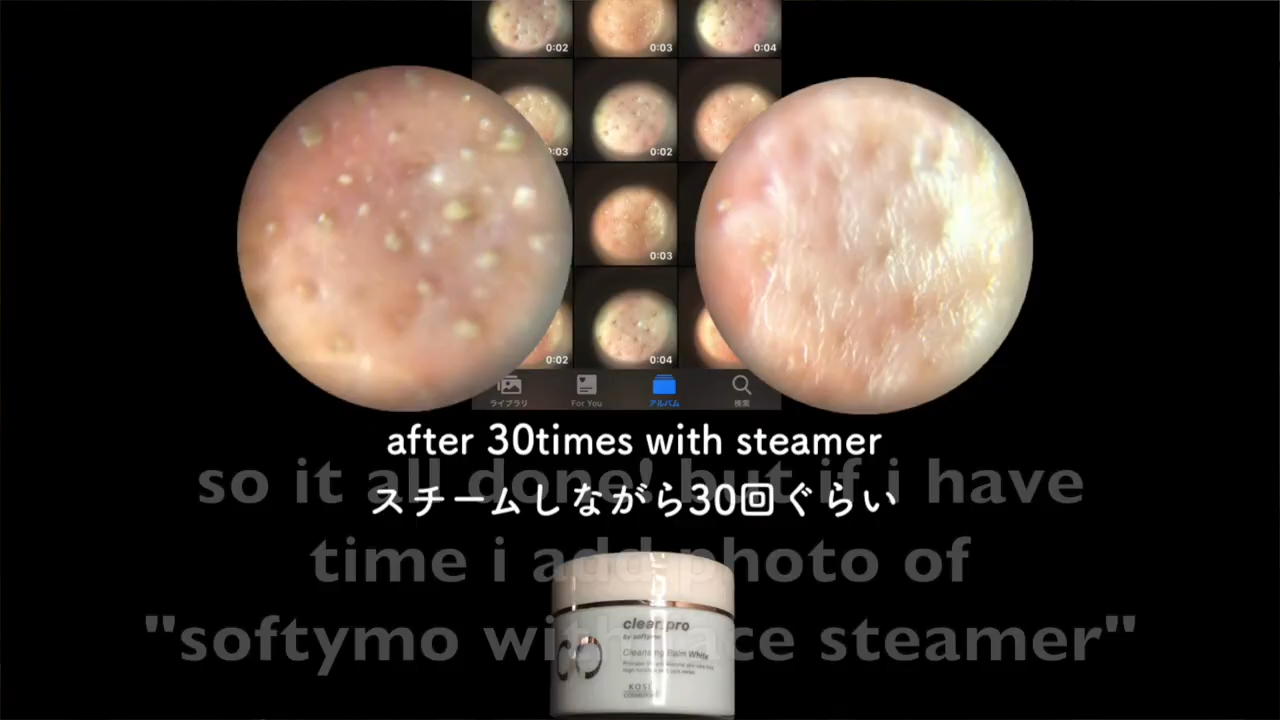 0:02
0:03
0:04
0:03
0:02
0:03
0:02
0:04
ライブラリ
For You
アルバム
検索
after 30times with steamer
so it all done! but if i have
スチームしながら30回ぐらい
time i add photo of
clear pro
by softymo
"softymo with face steamer"
Cleansing Balm White
KOSÉ